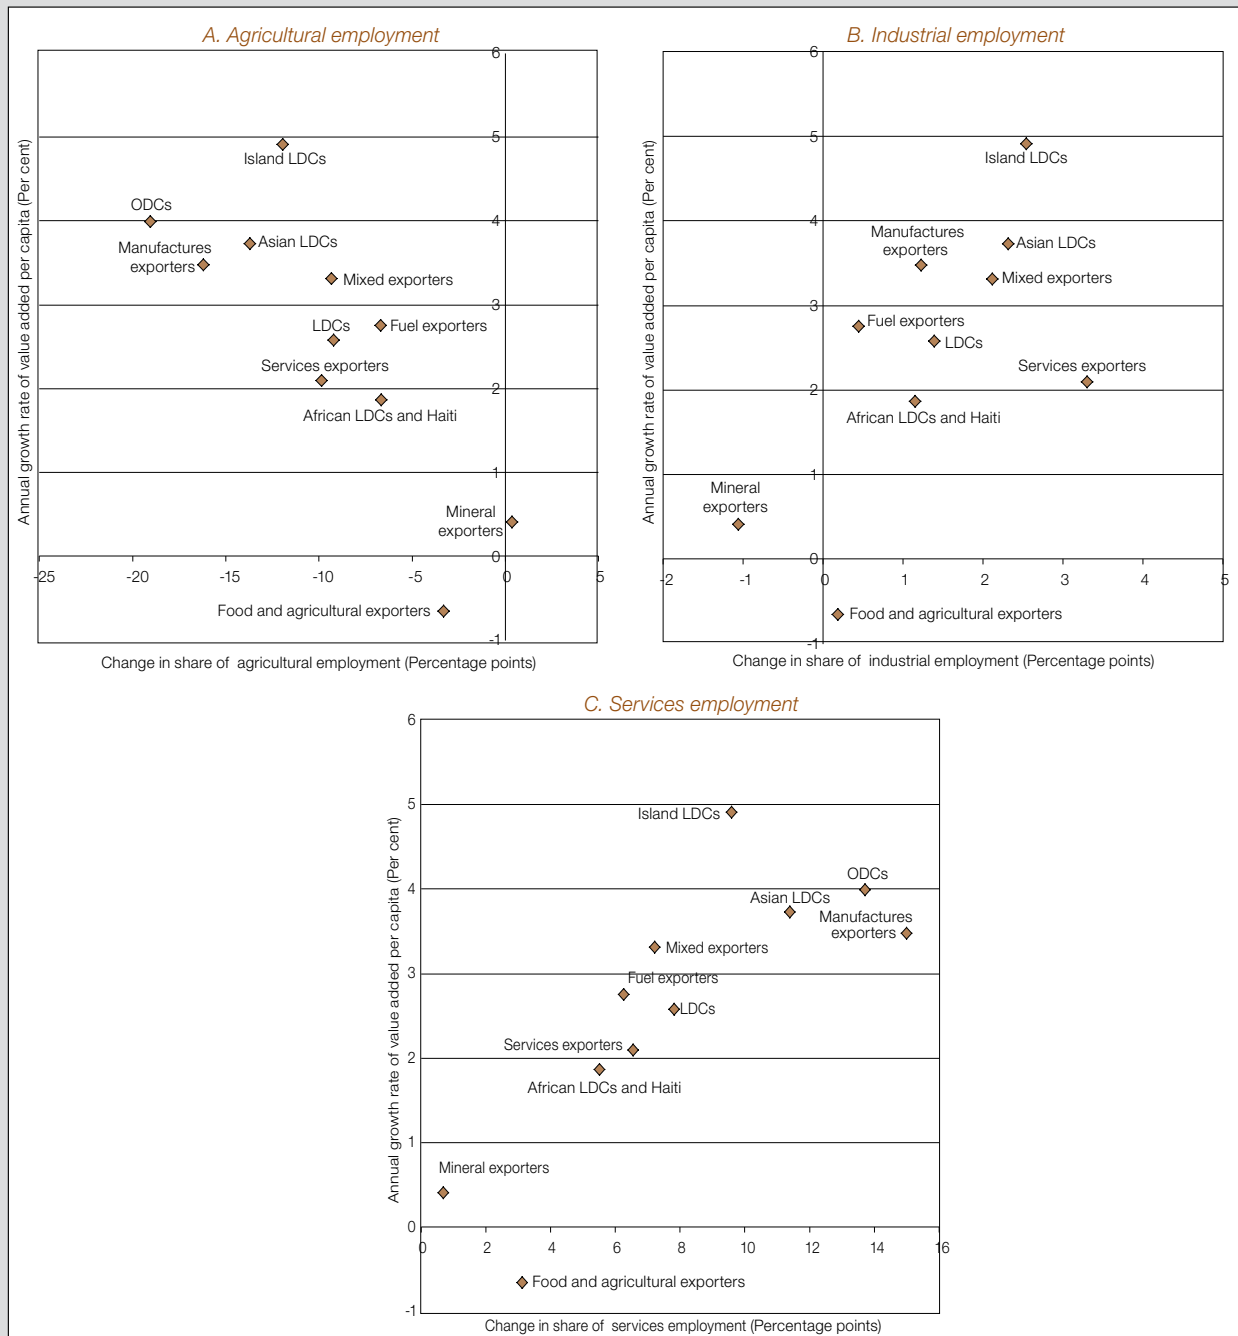 A. Agricultural employment
6
5
4
3
2
1
0
-1
-25
-20
-15
-10
-5
0
5
Annual growth rate of value added per capita (Per cent)
Island LDCs
ODCs
Manufactures
exporters
Asian LDCs
Mixed exporters
LDCs
Fuel exporters
Services exporters
African LDCs and Haiti
Mineral
exporters
Food and agricultural exporters
Change in share of agricultural employment (Percentage points)
B. Industrial employment
6
5
4
3
2
1
0
-1
-2
-1
0
1
2
3
4
5
Annual growth rate of value added per capita (Per cent)
Island LDCs
Manufactures
exporters
Asian LDCs
Mixed exporters
Fuel exporters
LDCs
Services exporters
African LDCs and Haiti
Mineral
exporters
Food and agricultural exporters
Change in share of industrial employment (Percentage points)
C. Services employment
6
5
4
3
2
1
0
-1
0
2
4
6
8
10
12
14
16
Annual growth rate of value added per capita (Per cent)
Island LDCs
ODCs
Asian LDCs
Manufactures
exporters
Mixed exporters
Fuel exporters
LDCs
Services exporters
African LDCs and Haiti
Mineral exporters
Food and agricultural exporters
Change in share of services employment (Percentage points)